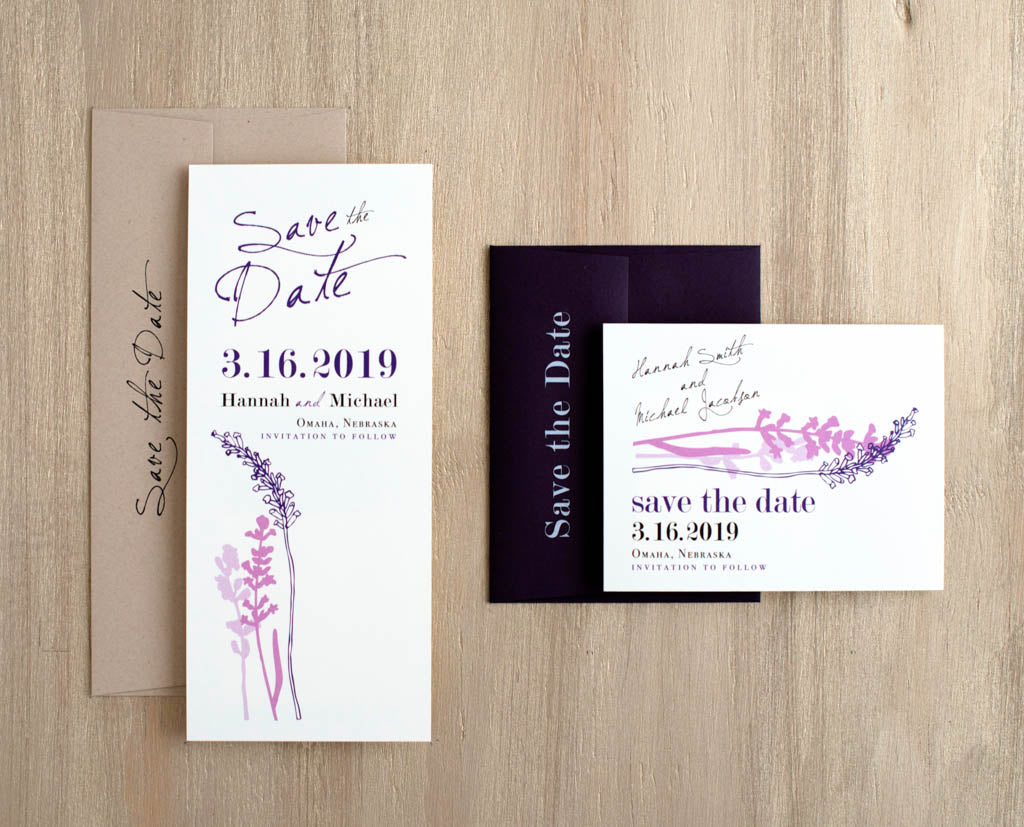 Save the Date
Save the
Date
3.16.2019
Hannah and Michael
Omaha, Nebraska
INVITATION TO FOLLOW
Save the Date
Hannah Smith
and
Michael Jacobson
save the date
3.16.2019
Omaha, Nebraska
INVITATION TO FOLLOW